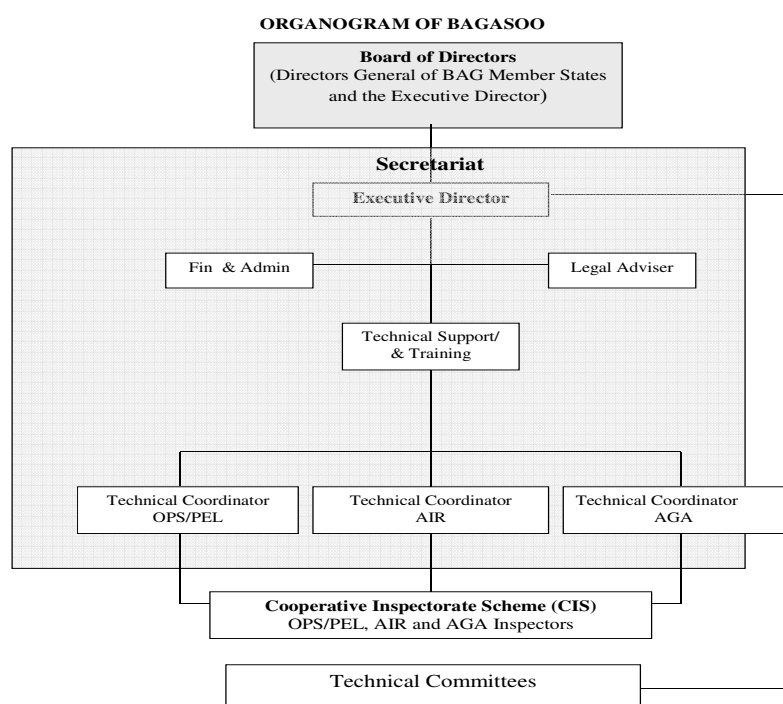 ORGANOGRAM OF BAGASOO
Board of Directors
(Directors General of BAG Member States
and the Executive Director)
Secretariat
Executive Director
Fin & Admin
Legal Adviser
Technical Support/
& Training
Technical Coordinator
OPS/PEL
Technical Coordinator
AIR
Technical Coordinator
AGA
Cooperative Inspectorate Scheme (CIS)
OPS/PEL, AIR and AGA Inspectors
Technical Committees